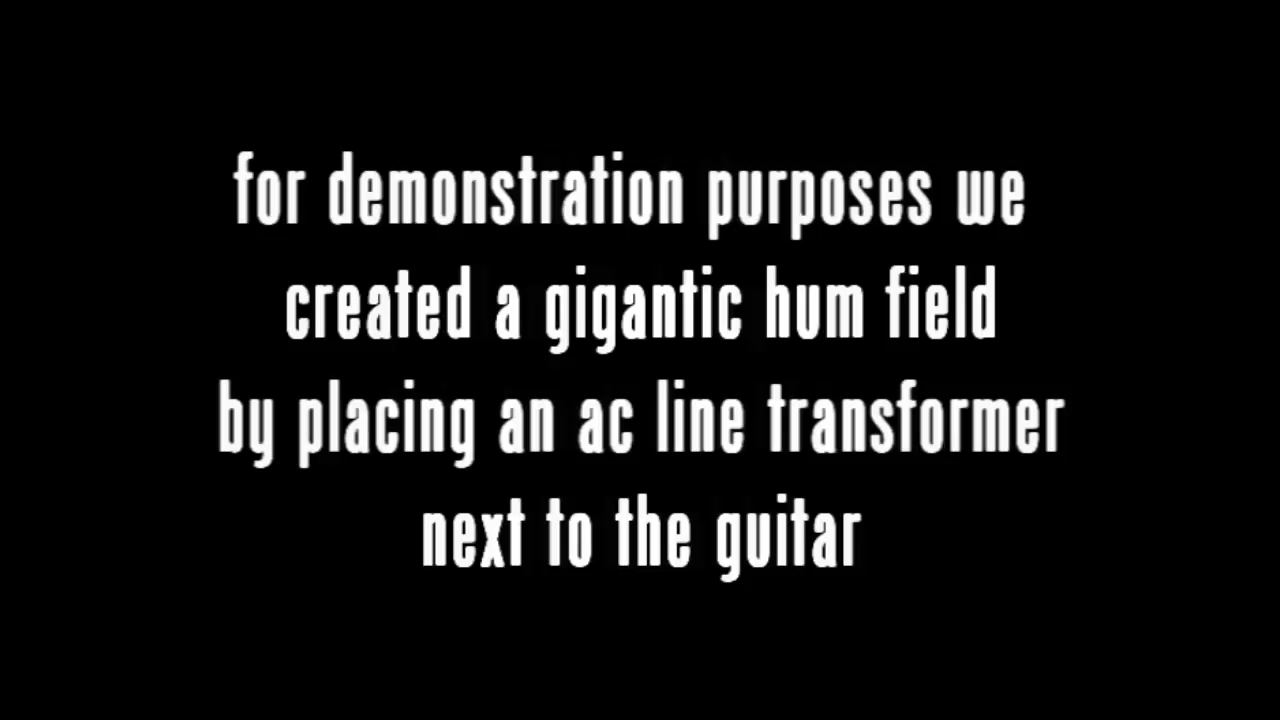 for demonstration purposes we
created a gigantic hum field
by placing an ac line transformer
next to the guitar